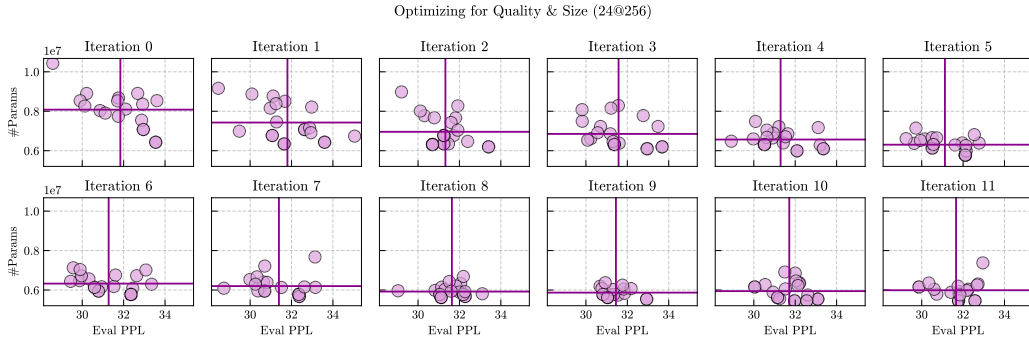 Optimizing for Quality & Size (24@256)
Iteration 0
Iteration 1
Iteration 2
Iteration 3
Iteration 4
Iteration 5
1e7
#Params
1.0
0.8
0.6
Iteration 6
Iteration 7
Iteration 8
Iteration 9
Iteration 10
Iteration 11
1e7
#Params
1.0
0.8
0.6
30 32 34
30 32 34
30 32 34
30 32 34
30 32 34
30 32 34
Eval PPL
Eval PPL
Eval PPL
Eval PPL
Eval PPL
Eval PPL